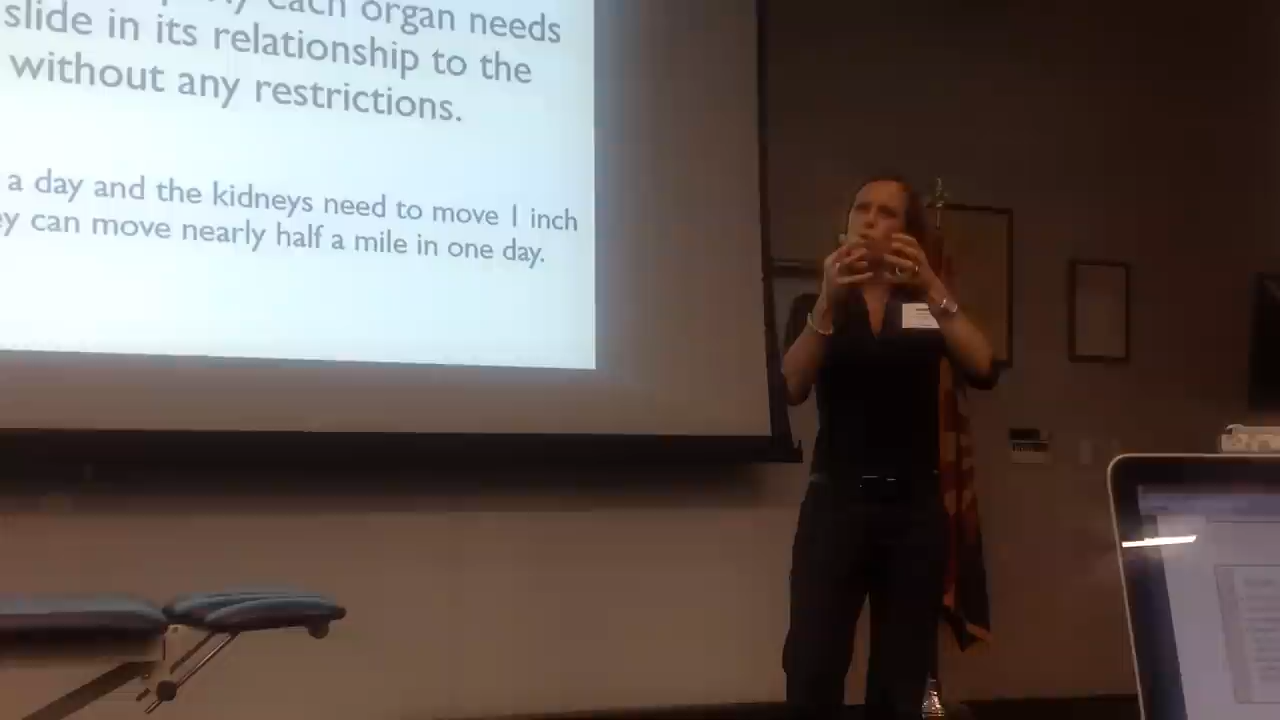 each organ needs
slide in its relationship to the
without any restrictions.
a day and the kidneys need to move 1 inch
ey can move nearly half a mile in one day.